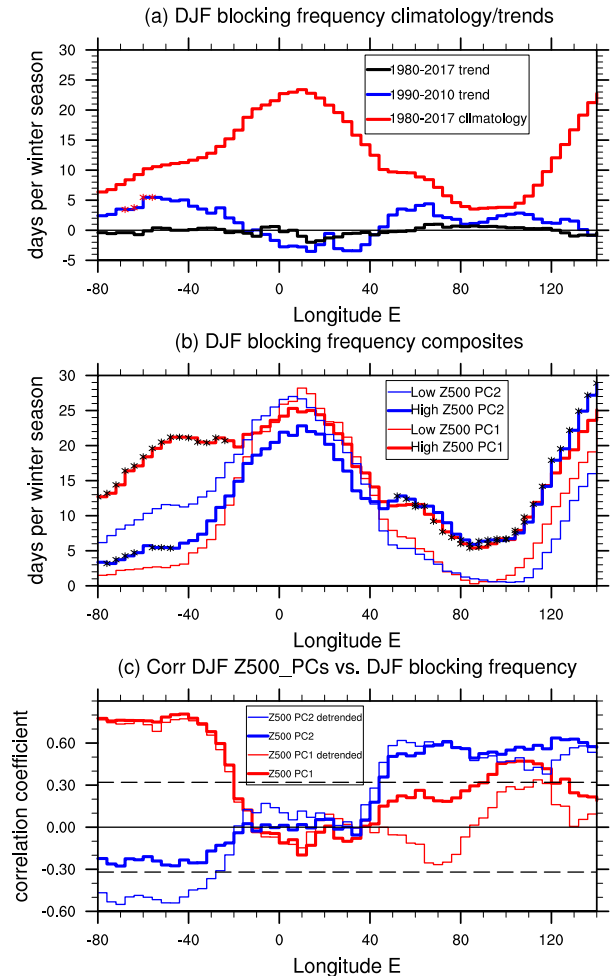 (a) DJF blocking frequency climatology/trends
30
25
20
15
10
5
0
-5
days per winter season
1980-2017 trend
1990-2010 trend
1980-2017 climatology
-80 -40 0 40 80 120
Longitude E
(b) DJF blocking frequency composites
30
25
20
15
10
5
0
days per winter season
Low Z500 PC2
High Z500 PC2
Low Z500 PC1
High Z500 PC1
-80 -40 0 40 80 120
Longitude E
(c) Corr DJF Z500_PCs vs. DJF blocking frequency
0.60
0.30
0.00
-0.30
-0.60
correlation coefficient
Z500 PC2 detrended
Z500 PC2
Z500 PC1 detrended
Z500 PC1
-80 -40 0 40 80 120
Longitude E